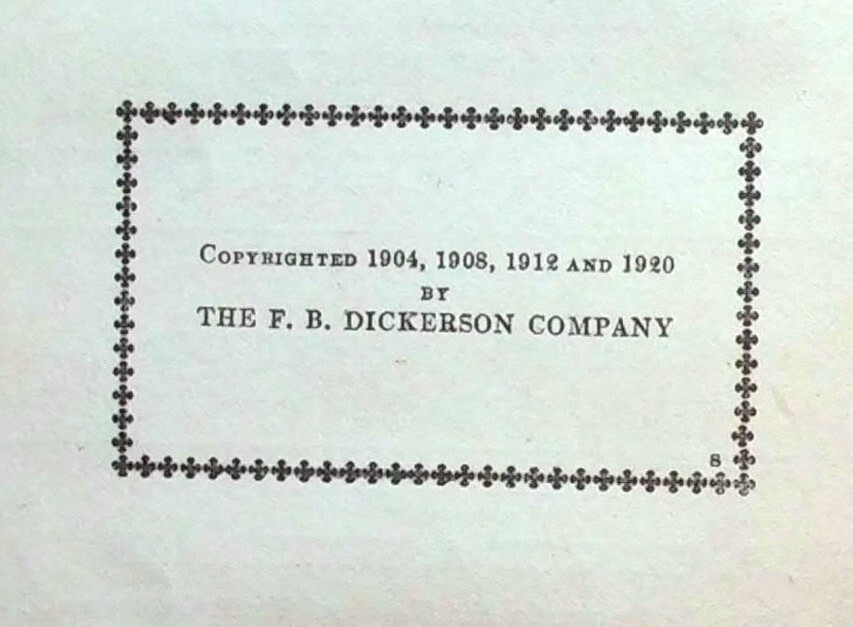 Copyrighted 1904, 1908, 1912 and 1920
by
THE F. B. DICKERSON COMPANY
8